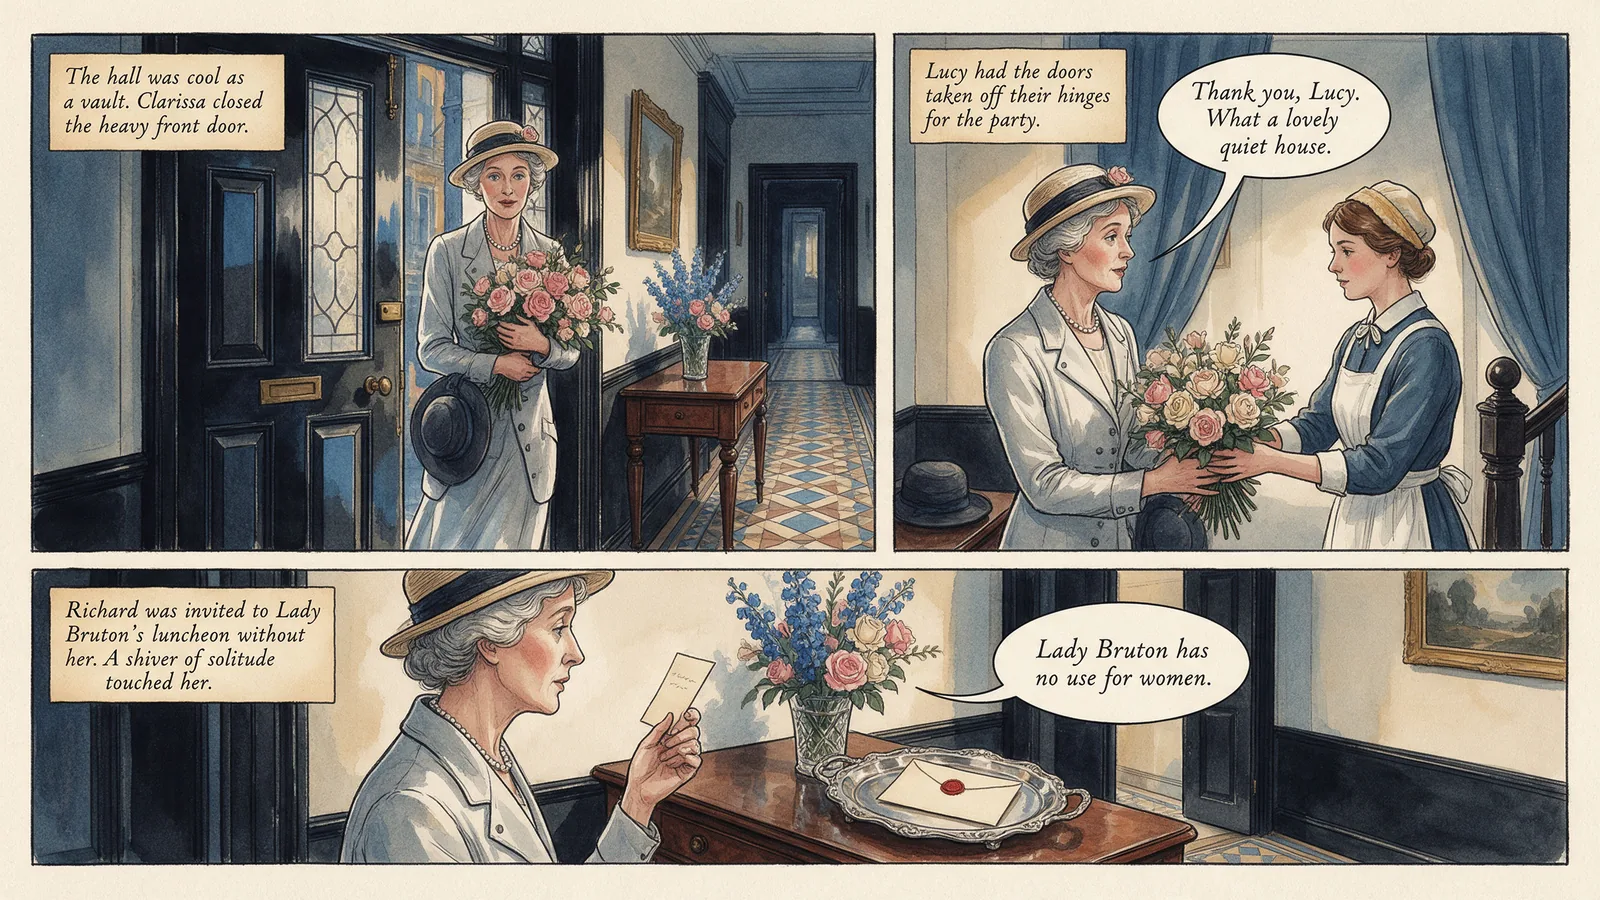 The hall was cool as
a vault. Clarissa closed
the heavy front door.
Lucy had the doors
taken off their hinges
for the party.
Thank you, Lucy.
What a lovely
quiet house.
Richard was invited to Lady
Bruton's luncheon without
her. A shiver of solitude
touched her.
Lady Bruton has
no use for women.